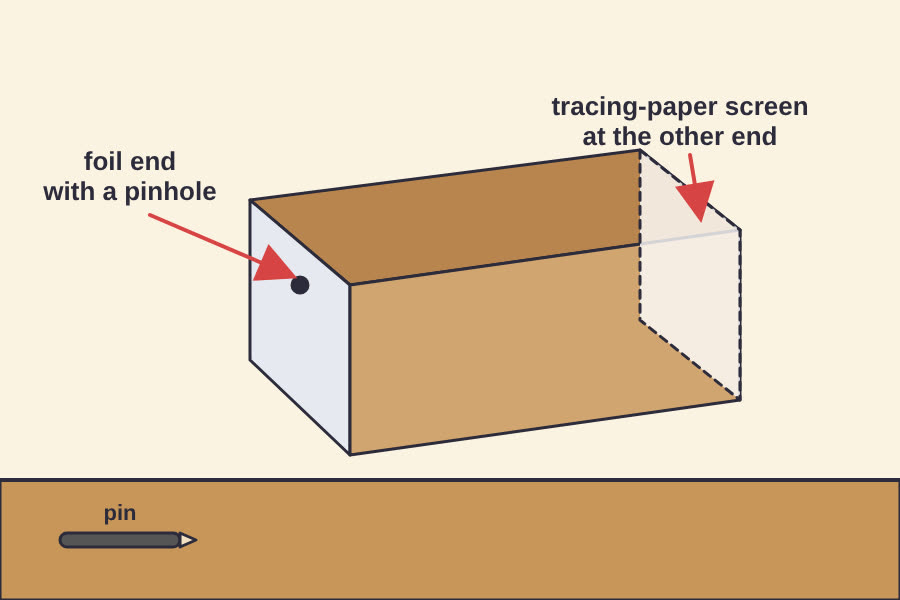 tracing-paper screen
at the other end
foil end
with a pinhole
pin